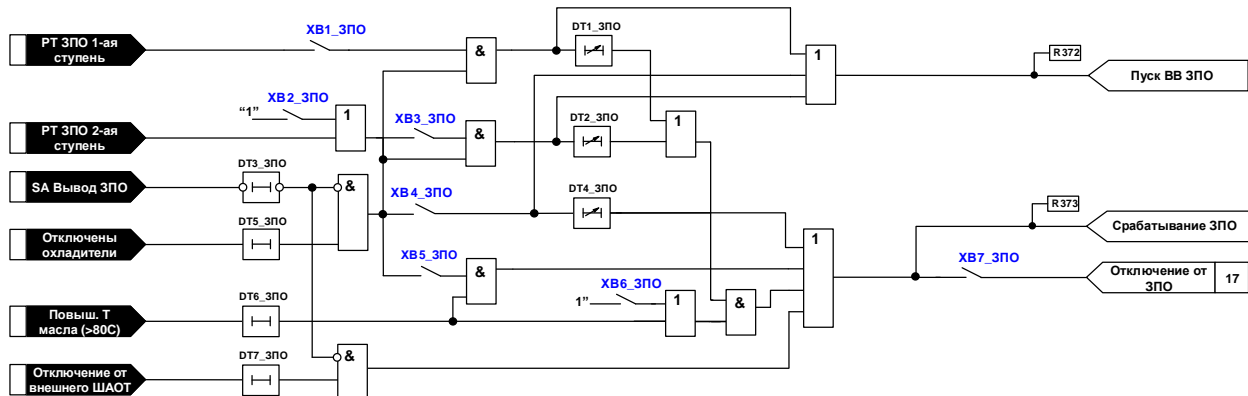 РТ ЗПО 1-ая
ступень
XB1_ЗПО
&
DT1_ЗПО
1
R372
Пуск ВВ ЗПО
“1”
XB2_ЗПО
1
РТ ЗПО 2-ая
ступень
XB3_ЗПО
&
DT2_ЗПО
1
SA Вывод ЗПО
DT3_ЗПО
&
XB4_ЗПО
DT4_ЗПО
Отключены
охладители
DT5_ЗПО
1
R373
Срабатывание ЗПО
XB5_ЗПО
&
XB7_ЗПО
Отключение от
ЗПО
17
Повыш. Т
масла (>80С)
DT6_ЗПО
1”
XB6_ЗПО
1
&
Отключение от
внешнего ШАОТ
DT7_ЗПО
&